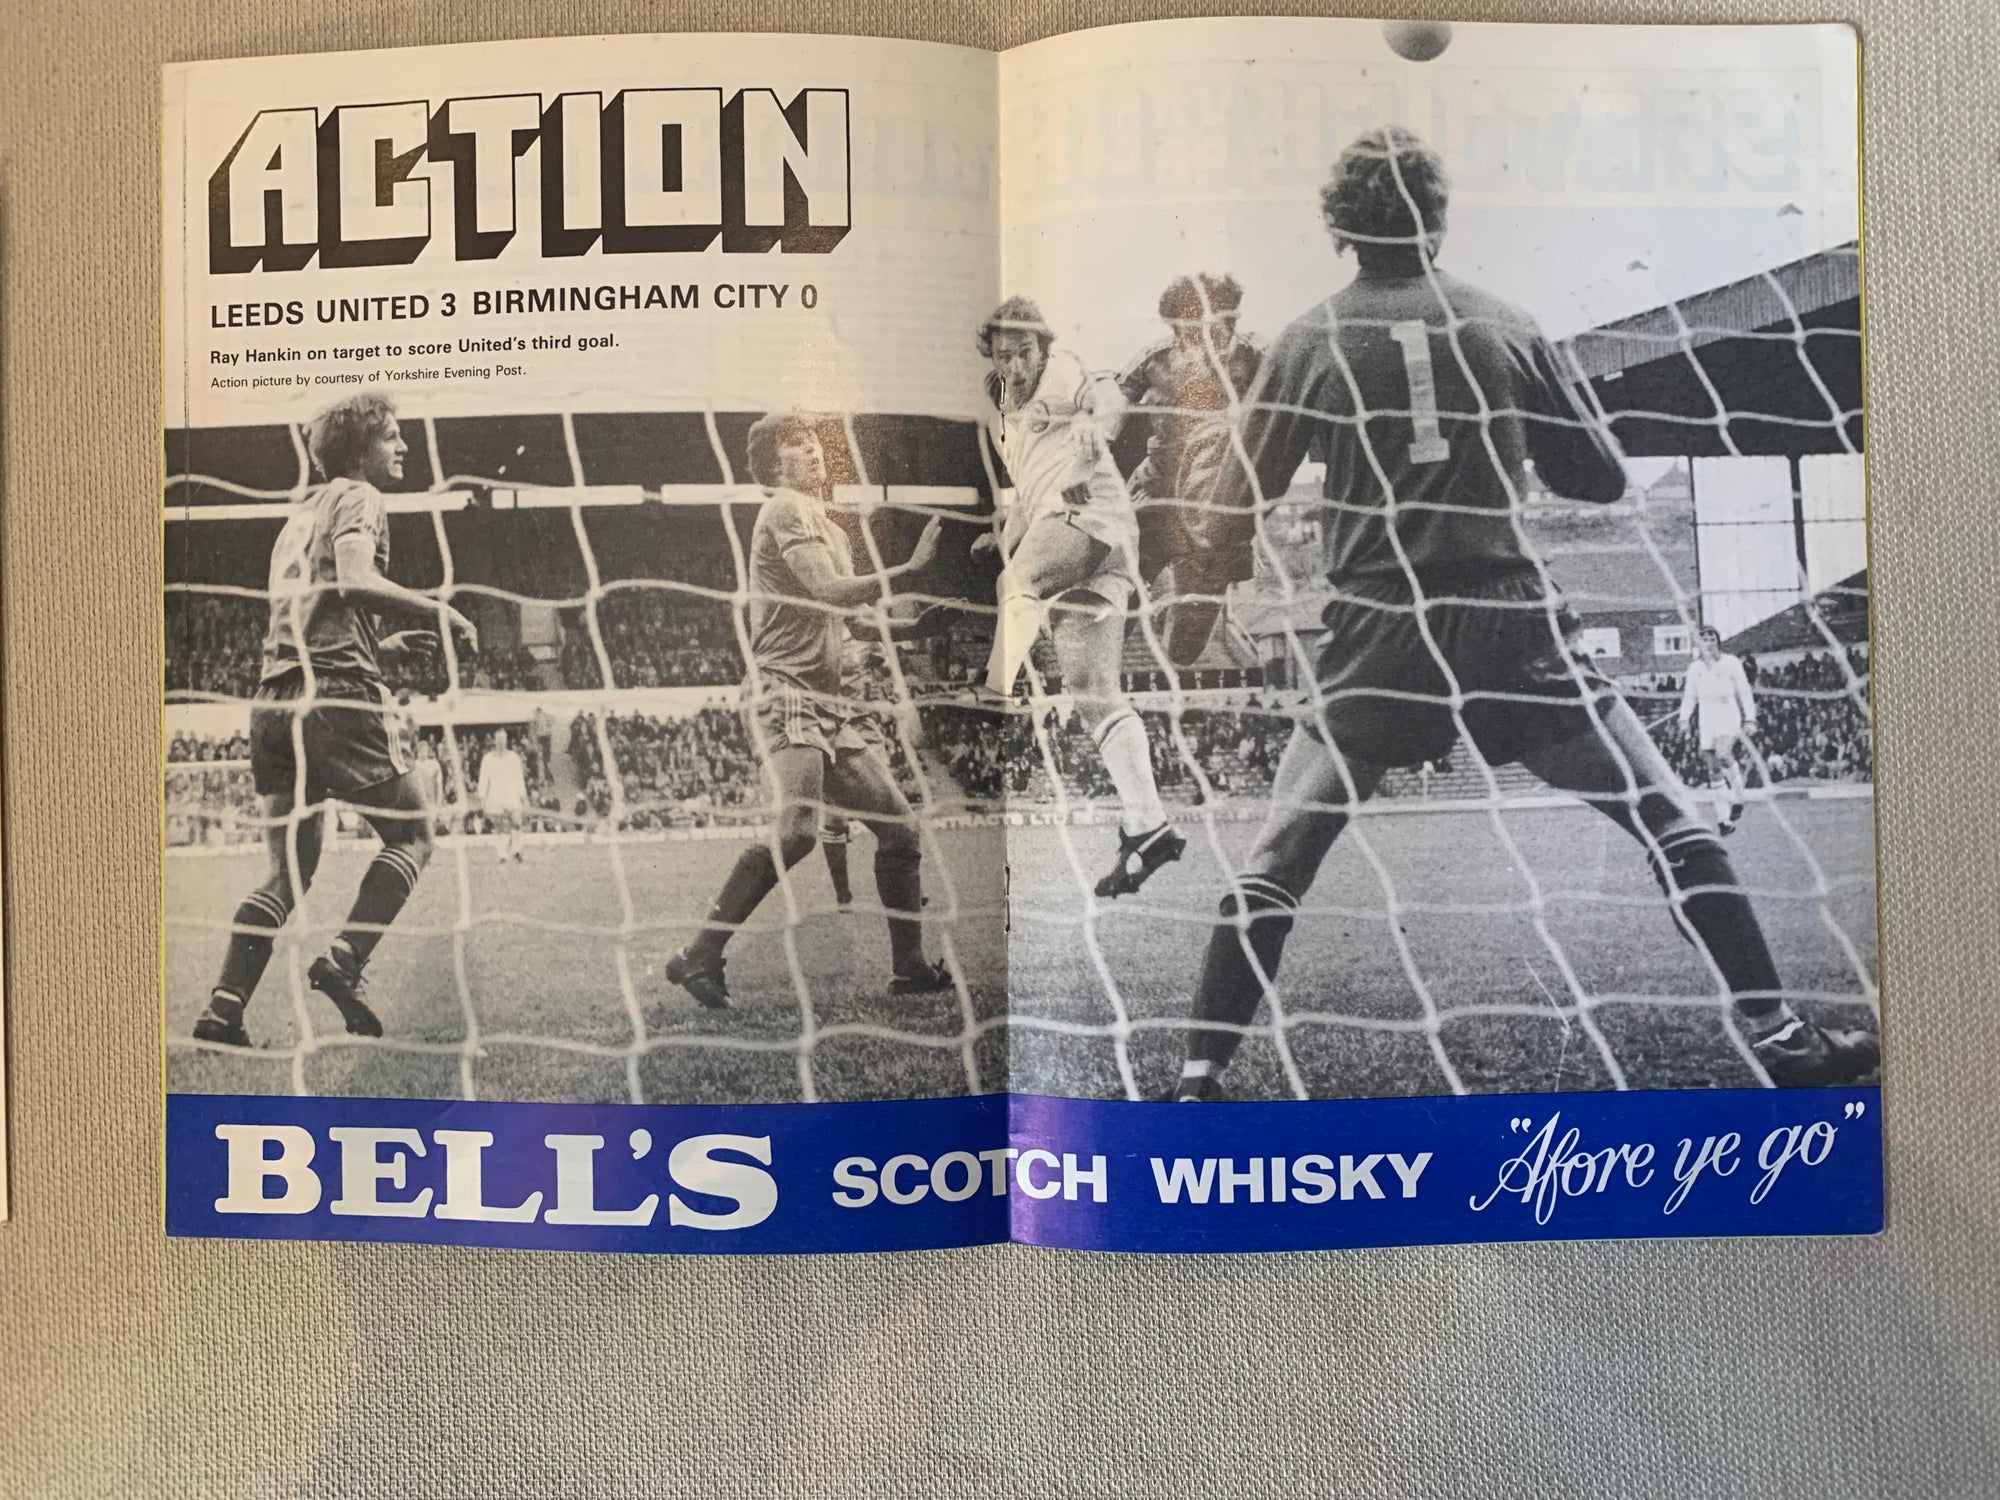 ACTION
LEEDS UNITED 3 BIRMINGHAM CITY 0
Ray Hankin on target to score United's third goal.
Action picture by courtesy of Yorkshire Evening Post.
1
BELL'S SCOTCH WHISKY "Afore ye go"